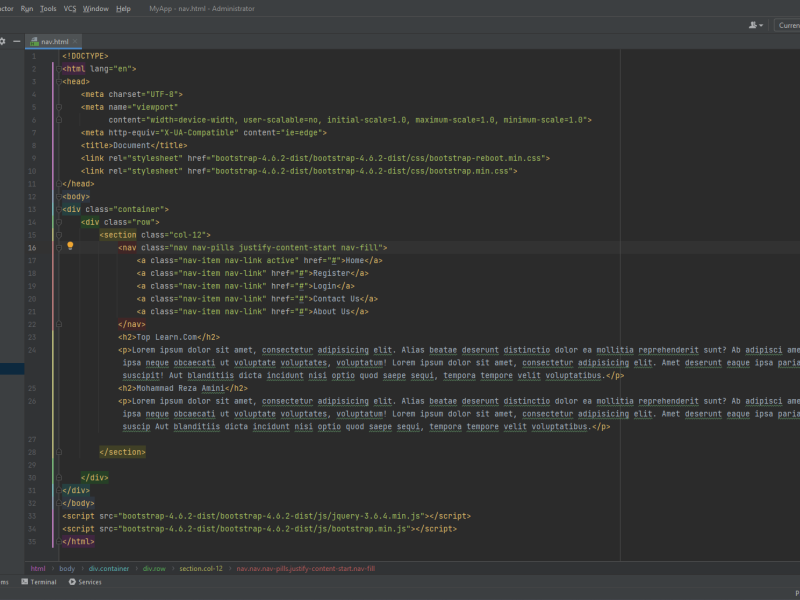 Run Tools VCS Window Help MyApp - nav.html - Administrator
nav.html
1 <!DOCTYPE>
2 <html lang="en">
3 <head>
4 <meta charset="UTF-8">
5 <meta name="viewport"
6 content="width=device-width, user-scalable=no, initial-scale=1.0, maximum-scale=1.0, minimum-scale=1.0">
7 <meta http-equiv="X-UA-Compatible" content="ie=edge">
8 <title>Document</title>
9 <link rel="stylesheet" href="bootstrap-4.6.2-dist/bootstrap-4.6.2-dist/css/bootstrap-reboot.min.css">
10 <link rel="stylesheet" href="bootstrap-4.6.2-dist/bootstrap-4.6.2-dist/css/bootstrap.min.css">
11 </head>
12 <body>
13 <div class="container">
14 <div class="row">
15 <section class="col-12">
16 <nav class="nav nav-pills justify-content-start nav-fill">
17 <a class="nav-item nav-link active" href="#">Home</a>
18 <a class="nav-item nav-link" href="#">Register</a>
19 <a class="nav-item nav-link" href="#">Login</a>
20 <a class="nav-item nav-link" href="#">Contact Us</a>
21 <a class="nav-item nav-link" href="#">About Us</a>
22 </nav>
23 <h2>Top Learn.Com</h2>
24 <p>Lorem ipsum dolor sit amet, consectetur adipisicing elit. Alias beatae deserunt distinctio dolor ea mollitia reprehenderit sunt? Ab adipisci
ipsa neque obcaecati ut voluptate voluptates, voluptatum! Lorem ipsum dolor sit amet, consectetur adipisicing elit. Amet deserunt eaque ipsa
suscipit! Aut blanditiis dicta incidunt nisi optio quod saepe sequi, tempora tempore velit voluptatibus.</p>
25 <h2>Mohammad Reza Amini</h2>
26 <p>Lorem ipsum dolor sit amet, consectetur adipisicing elit. Alias beatae deserunt distinctio dolor ea mollitia reprehenderit sunt? Ab adipisci
ipsa neque obcaecati ut voluptate voluptates, voluptatum! Lorem ipsum dolor sit amet, consectetur adipisicing elit. Amet deserunt eaque ipsa
suscip Aut blanditiis dicta incidunt nisi optio quod saepe sequi, tempora tempore velit voluptatibus.</p>
27
28 </section>
29
30 </div>
31 </div>
32 </body>
33 <script src="bootstrap-4.6.2-dist/bootstrap-4.6.2-dist/js/jquery-3.6.4.min.js"></script>
34 <script src="bootstrap-4.6.2-dist/bootstrap-4.6.2-dist/js/bootstrap.min.js"></script>
35 </html>
html body div.container div.row section.col-12 nav.nav.nav-pills.justify-content-start.nav-fill
Terminal Services